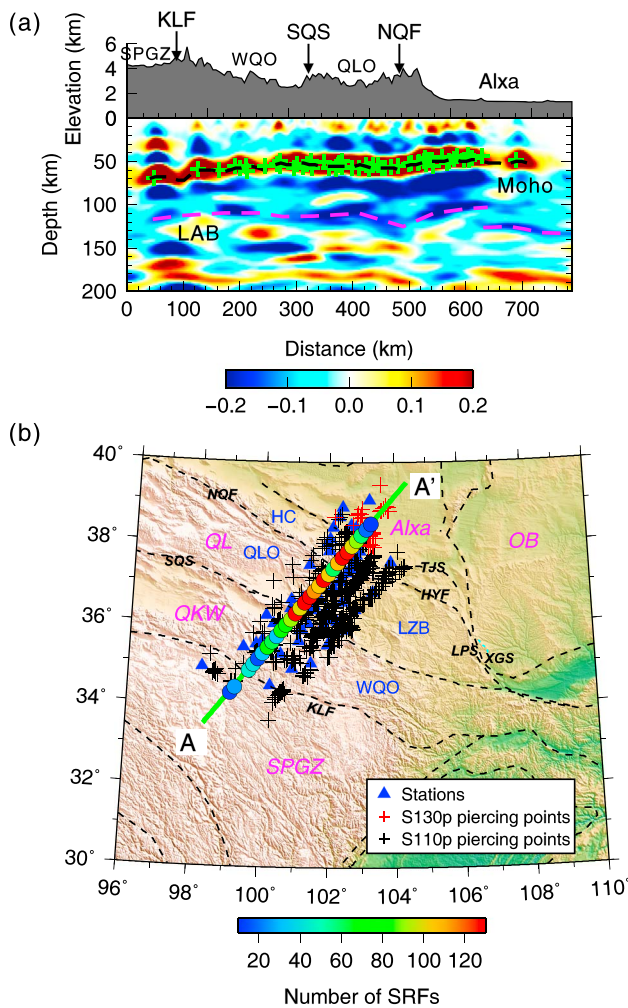 (a)
KLF
SQS
NQF
SPGZ
WQO
QLO
Alxa
Elevation (km)
6
4
2
0
Depth (km)
50
100
150
200
Moho
LAB
0 100 200 300 400 500 600 700
Distance (km)
−0.2 −0.1 0.0 0.1 0.2
(b)
40˚
38˚
36˚
34˚
32˚
30˚
A'
NQF
HC
Alxa
QL
QLO
OB
SQS
TJS
QKW
HYF
LZB
LPS
XGS
WQO
KLF
A
SPGZ
Stations
S130p piercing points
S110p piercing points
96˚ 98˚ 100˚ 102˚ 104˚ 106˚ 108˚ 110˚
20 40 60 80 100 120
Number of SRFs